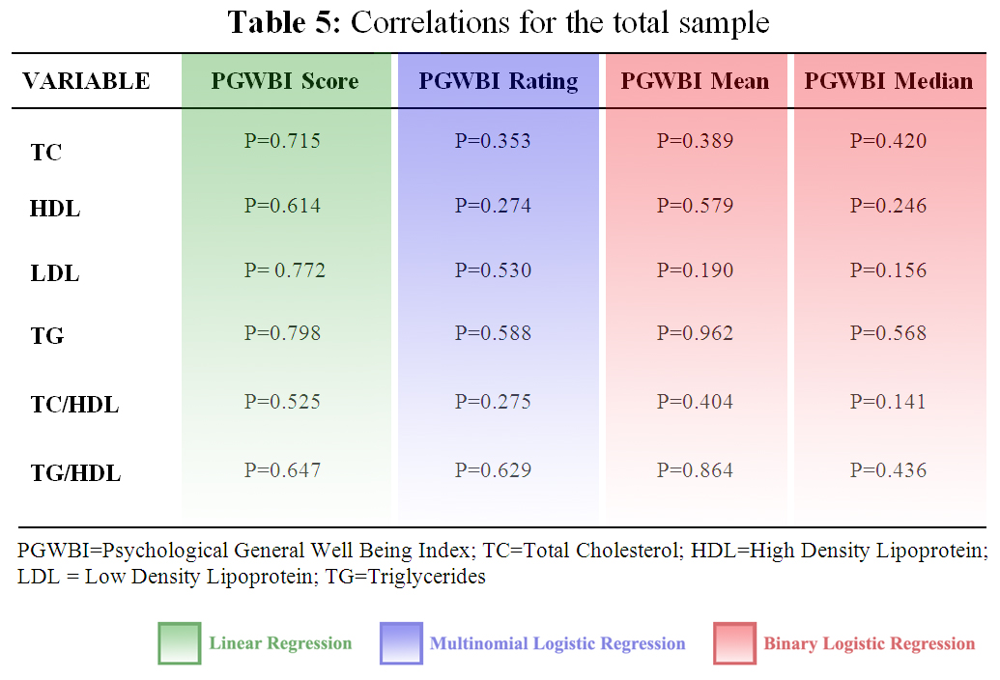 Table 5: Correlations for the total sample
VARIABLE PGWBI Score PGWBI Rating PGWBI Mean PGWBI Median
TC P=0.715 P=0.353 P=0.389 P=0.420
HDL P=0.614 P=0.274 P=0.579 P=0.246
LDL P= 0.772 P=0.530 P=0.190 P=0.156
TG P=0.798 P=0.588 P=0.962 P=0.568
TC/HDL P=0.525 P=0.275 P=0.404 P=0.141
TG/HDL P=0.647 P=0.629 P=0.864 P=0.436
PGWBI=Psychological General Well Being Index; TC=Total Cholesterol; HDL=High Density Lipoprotein;
LDL = Low Density Lipoprotein; TG=Triglycerides
Linear Regression Multinomial Logistic Regression Binary Logistic Regression